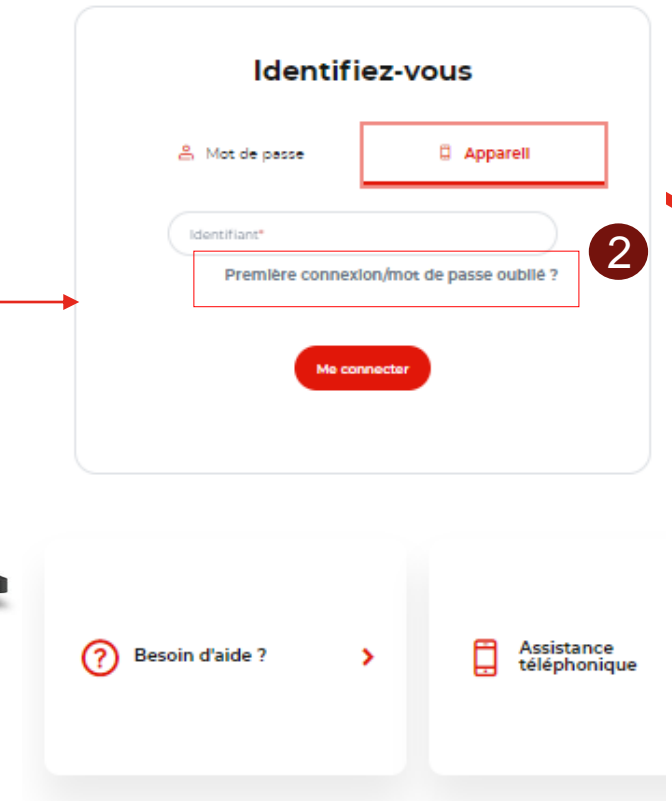 Identifiez-vous
Mot de passe
Appareil
Identifiant*
2
Première connexion/mot de passe oublié ?
Me connecter
Besoin d'aide ?
Assistance
téléphonique